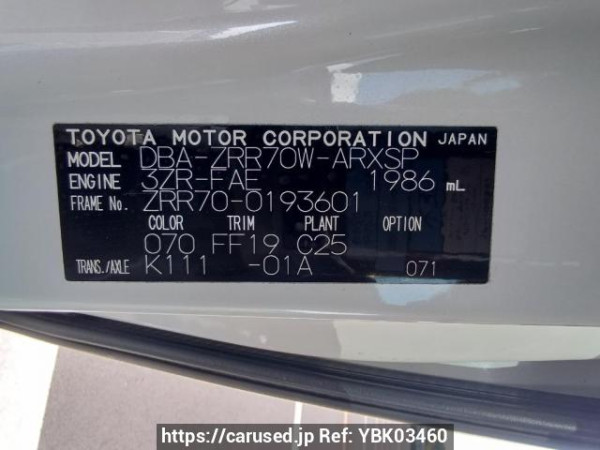 TOYOTA MOTOR CORPORATION JAPAN
MODEL DBA-ZRR70W-ARXSP
ENGINE 3ZR-FAE 1986 mL
FRAME No. ZRR70-0193601
COLOR TRIM PLANT OPTION
070 FF19 C25
TRANS./AXLE K111 -01A 071
https://carused.jp Ref: YBK03460